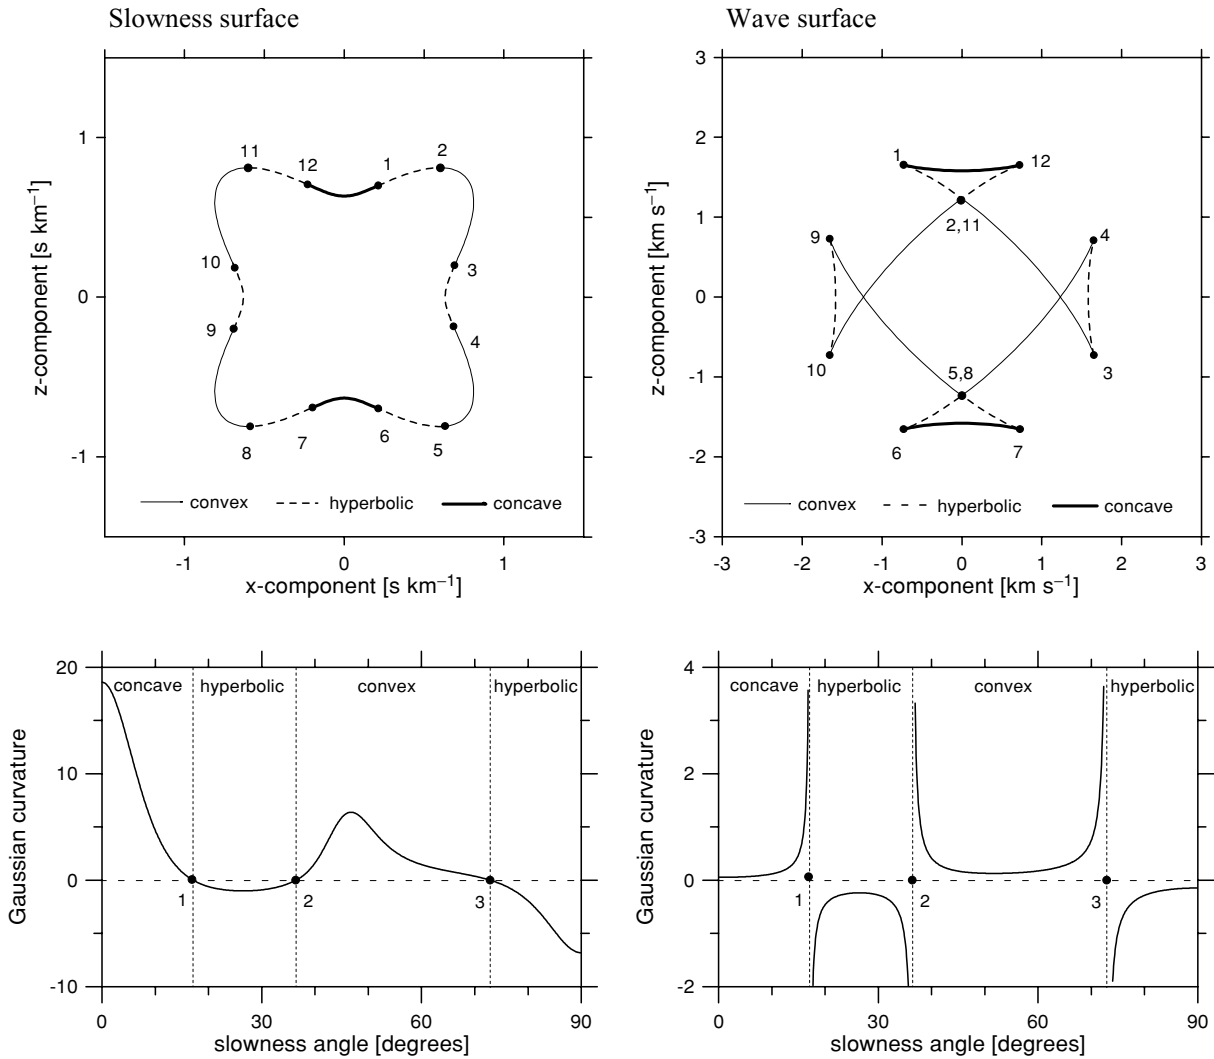 Slowness surface
Wave surface
z-component [s km−1]
1
0
-1
11
12
1
2
10
3
9
4
8
7
6
5
convex
hyperbolic
concave
-1
0
1
x-component [s km−1]
z-component [km s−1]
3
2
1
0
-1
-2
-3
1
12
2,11
9
4
10
3
5,8
6
7
convex
hyperbolic
concave
-3
-2
-1
0
1
2
3
x-component [km s−1]
Gaussian curvature
20
10
0
-10
concave
hyperbolic
convex
hyperbolic
1
2
3
0
30
60
90
slowness angle [degrees]
Gaussian curvature
4
2
0
-2
concave
hyperbolic
convex
hyperbolic
1
2
3
0
30
60
90
slowness angle [degrees]